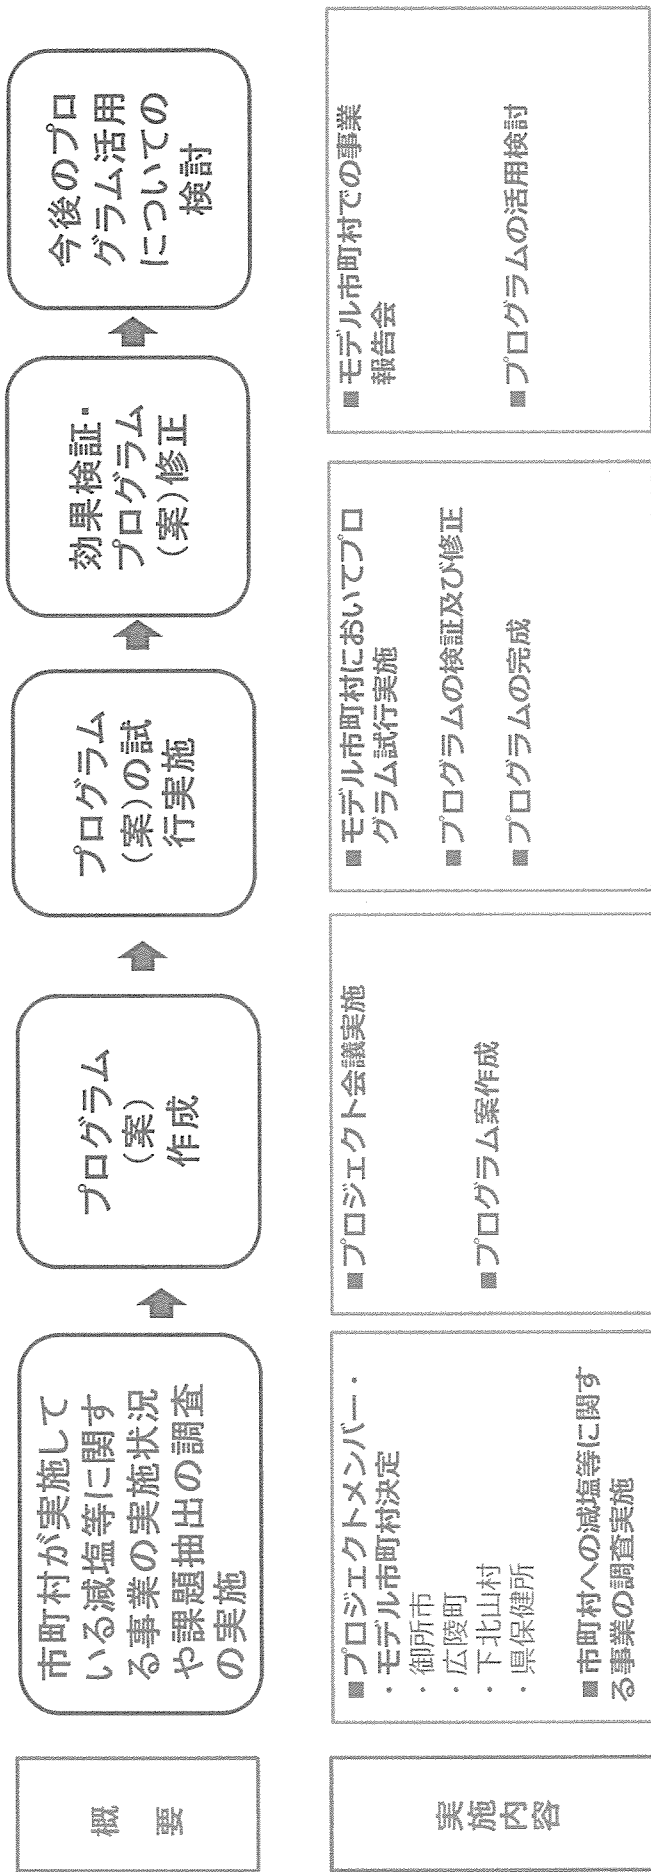 概要
市町村が実施して
いる減塩等に関す
る事業の実施状況
や課題抽出の調査
の実施
プログラム
(案)
作成
プログラム
(案)の試
行実施
効果検証・
プログラム
(案)修正
今後のプロ
グラム活用
についての
検討
実施内容
■プロジェクトメンバー・
モデル市町村決定
・御所市
・広陵町
・下北山村
・県保健所
■市町村への減塩等に関す
る事業の調査実施
■プロジェクト会議実施
■プログラム案作成
■モデル市町村においてプロ
グラム試行実施
■プログラムの検証及び修正
■プログラムの完成
■モデル市町村での事業
報告会
■プログラムの活用検討